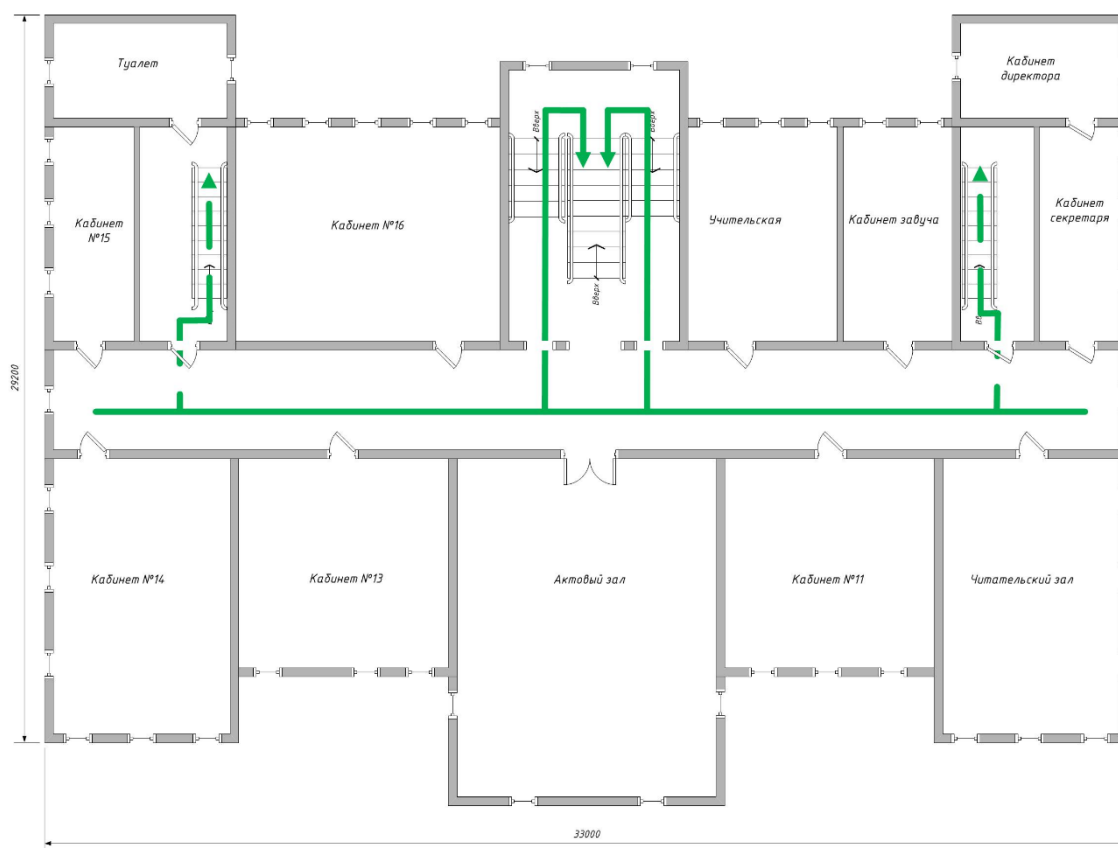 Туалет
Кабинет
директора
Вверх
Вверх
Кабинет
№15
Кабинет №16
Учительская
Кабинет завуча
Кабинет
секретаря
Вверх
29200
Кабинет №14
Кабинет №13
Актовый зал
Кабинет №11
Читательский зал
33000